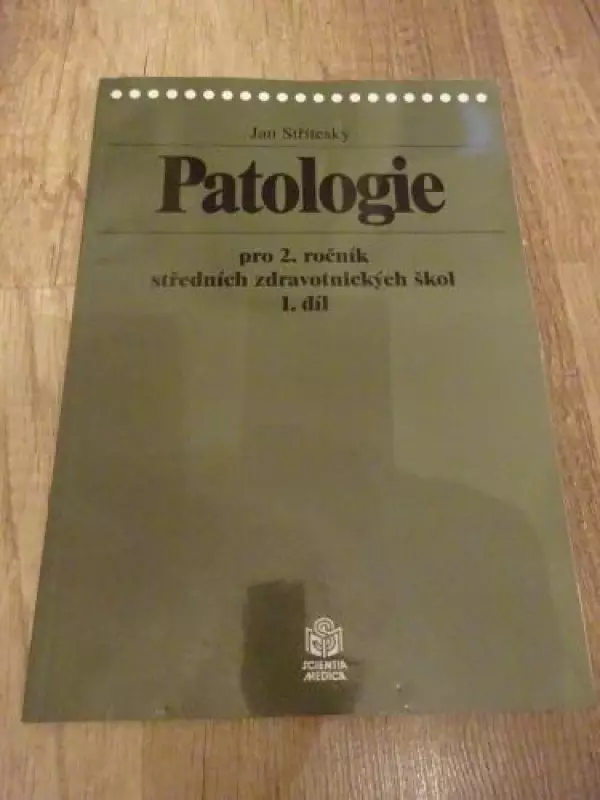 Jan Stříteský
Patologie
pro 2. ročník
středních zdravotnických škol
1. díl
SCIENTIA
MEDICA